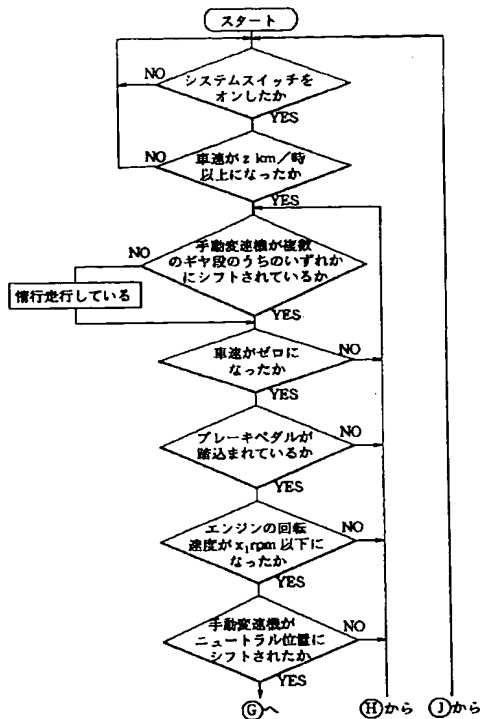 スタート
NO
システムスイッチを
オンしたか
YES
NO
車速が z km/時
以上になったか
YES
NO
手動変速機が複数
のギヤ段のうちのいずれか
にシフトされているか
YES
惰行走行している
車速がゼロに
なったか
NO
YES
ブレーキペダルが
踏込まれているか
NO
YES
エンジンの回転
速度が x₁rpm 以下に
なったか
NO
YES
手動変速機が
ニュートラル位置に
シフトされたか
NO
YES
Ⓖへ
Ⓗから
Ⓙから